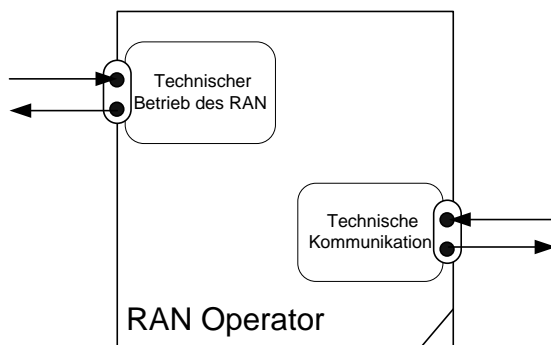 Technischer
Betrieb des RAN
Technische
Kommunikation
RAN Operator